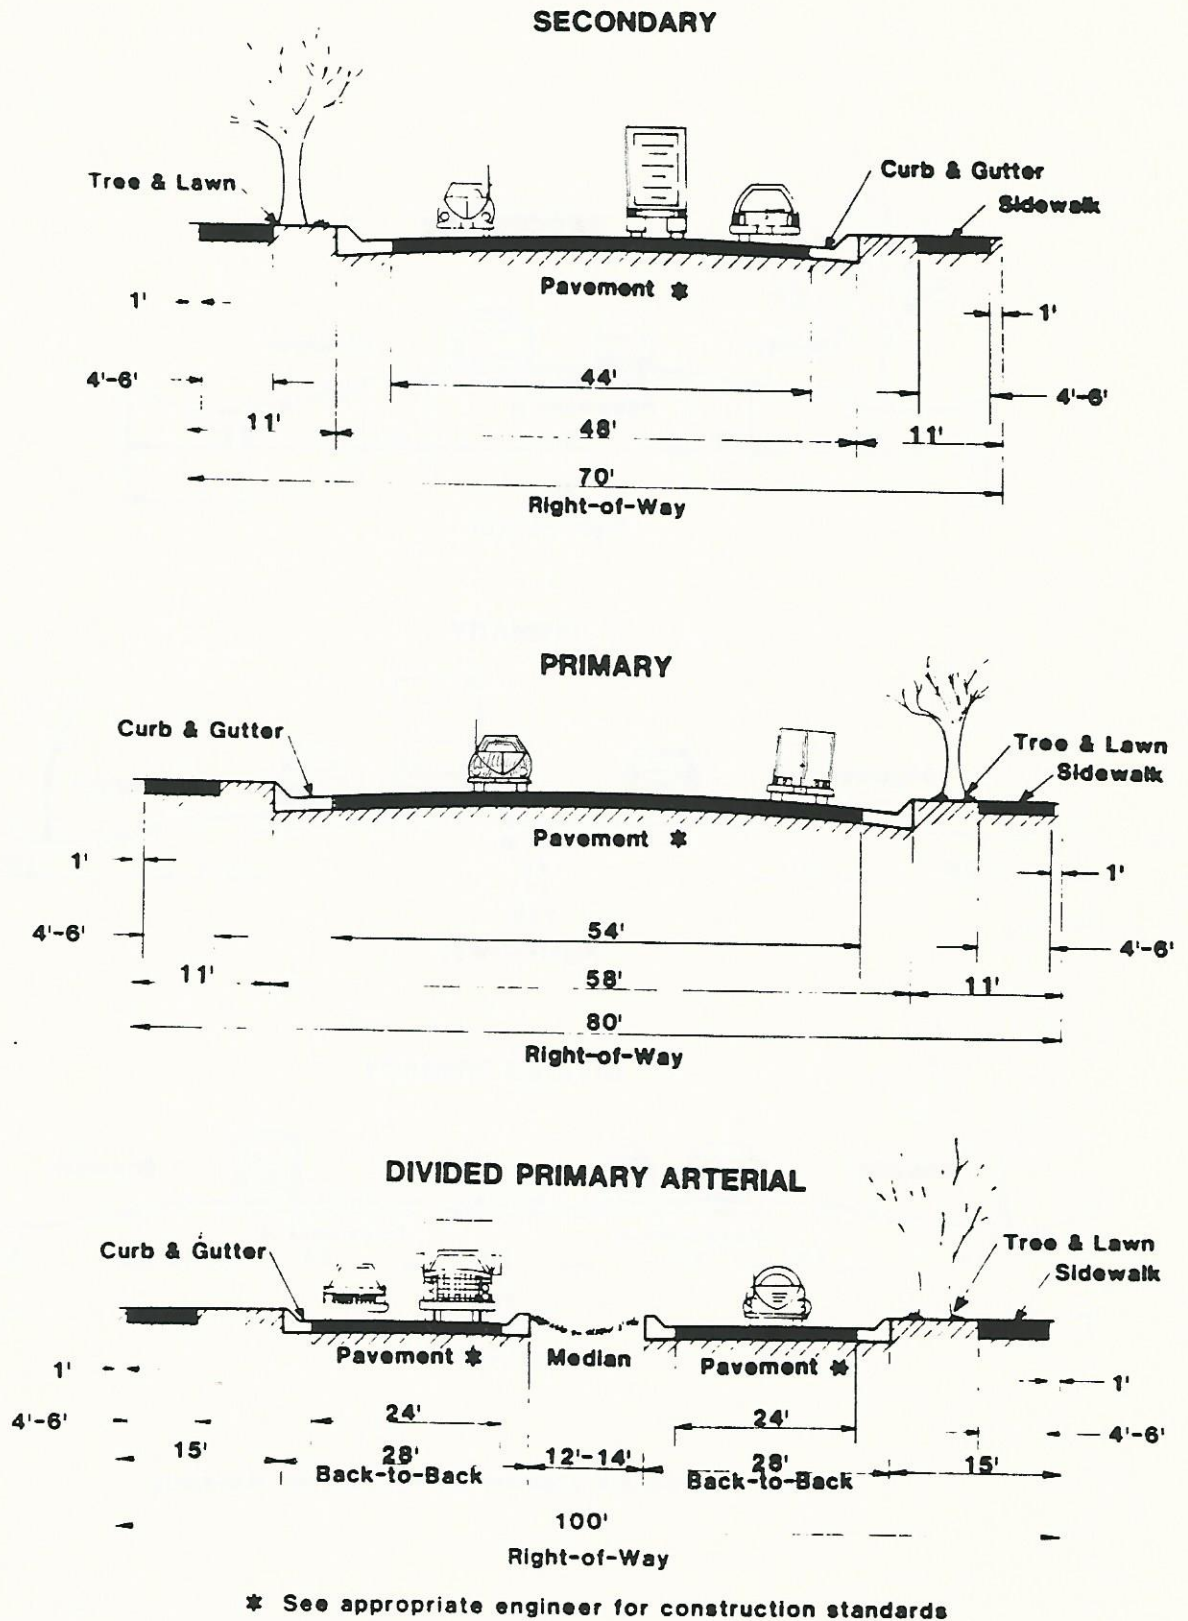 SECONDARY
Tree & Lawn
Curb & Gutter
Sidewalk
Pavement *
1'
1'
4'-6'
44'
4'-6'
11'
48'
11'
70'
Right-of-Way
PRIMARY
Curb & Gutter
Tree & Lawn
Sidewalk
Pavement *
1'
1'
4'-6'
54'
4'-6'
11'
58'
11'
80'
Right-of-Way
DIVIDED PRIMARY ARTERIAL
Curb & Gutter
Tree & Lawn
Sidewalk
Pavement *
Median
Pavement *
1'
1'
4'-6'
24'
24'
4'-6'
15'
28'
12'-14'
28'
15'
Back-to-Back
Back-to-Back
100'
Right-of-Way
* See appropriate engineer for construction standards